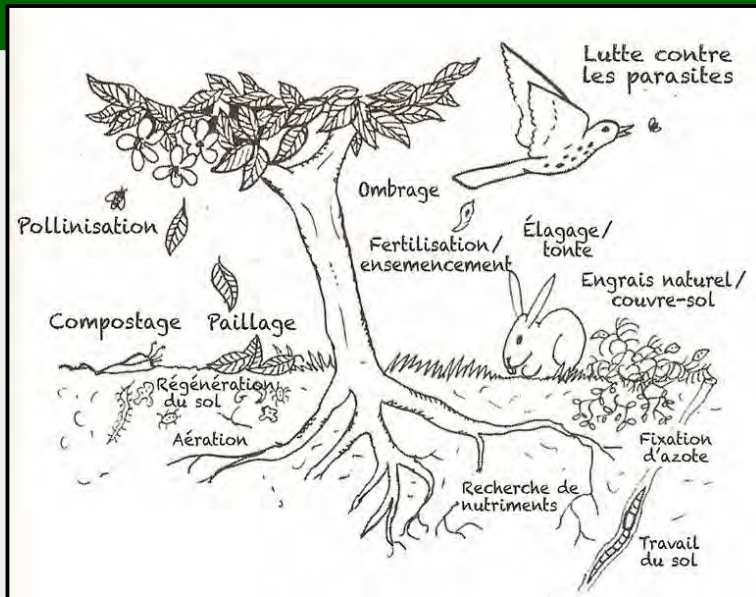 Lutte contre
les parasites
Ombrage
Pollinisation
Fertilisation/
ensemencement
Élagage/
tonte
Engrais naturel/
couvre-sol
Compostage
Paillage
Régénération
du sol
Aération
Fixation
d'azote
Recherche de
nutriments
Travail
du sol